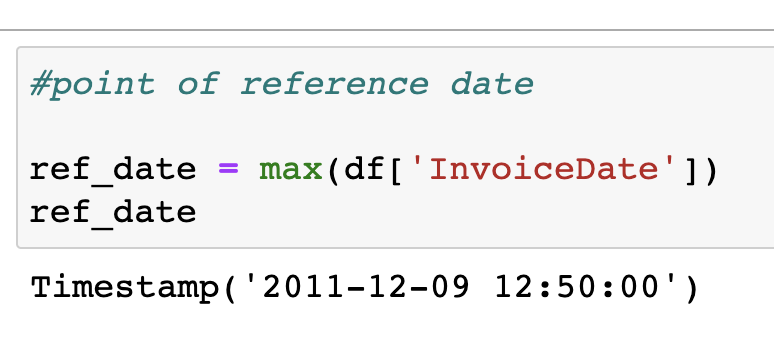 #point of reference date
ref_date = max(df['InvoiceDate'])
ref_date
Timestamp('2011-12-09 12:50:00')